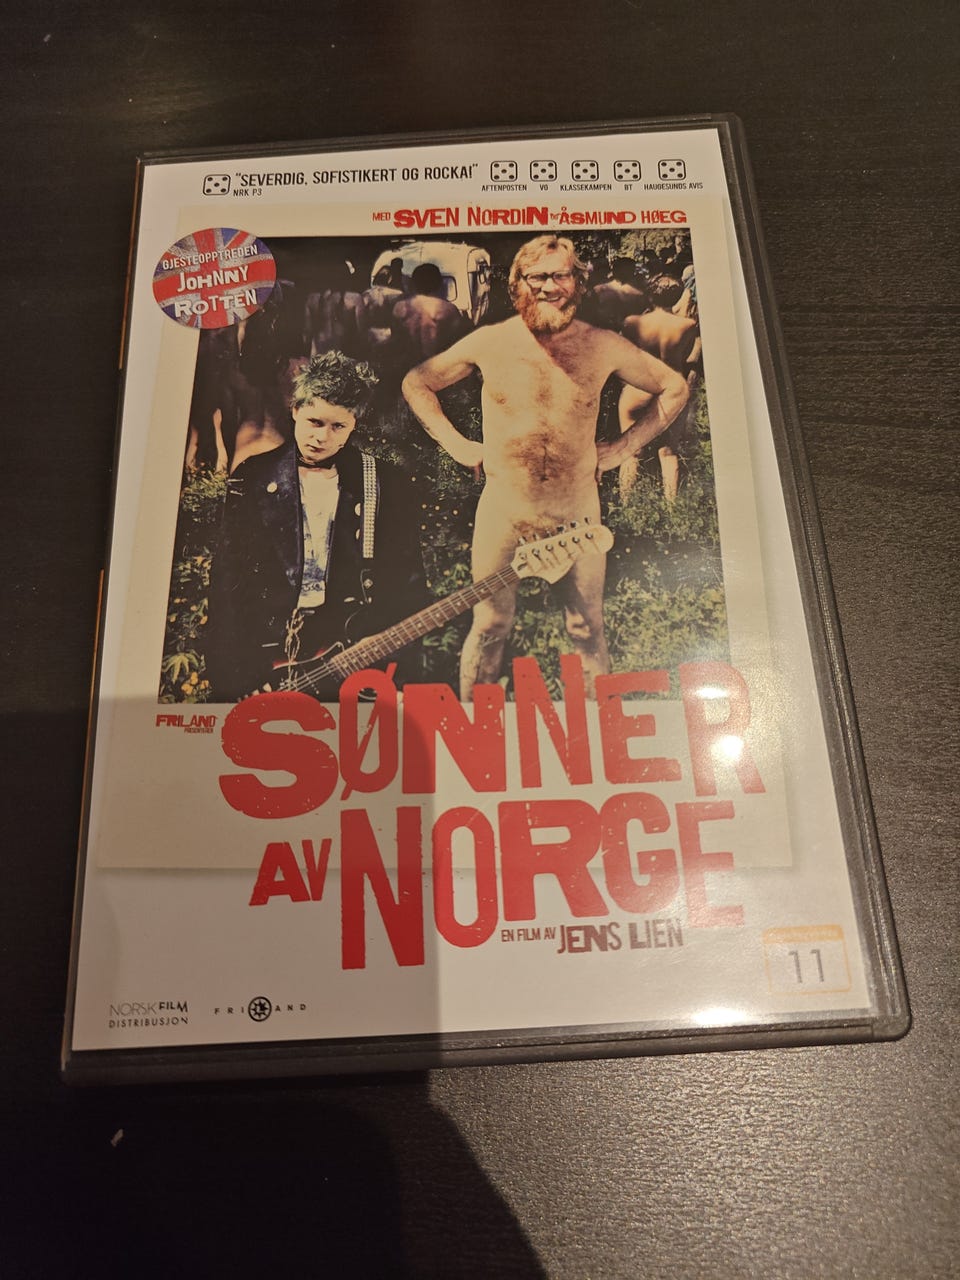 "SEVERDIG, SOFISTIKERT OG ROCKA!"
NRK P3
AFTENPOSTEN VG KLASSEKAMPEN BT HAUGESUNDS AVIS
MED SVEN NORDIN OG ÅSMUND HØEG
GJESTEOPPTREDEN
JOHNNY
ROTTEN
FRILAND
PRESENTERER
SØNNER
AV NORGE
EN FILM AV JENS LIEN
11
NORSK FILM
DISTRIBUSJON
FRILAND